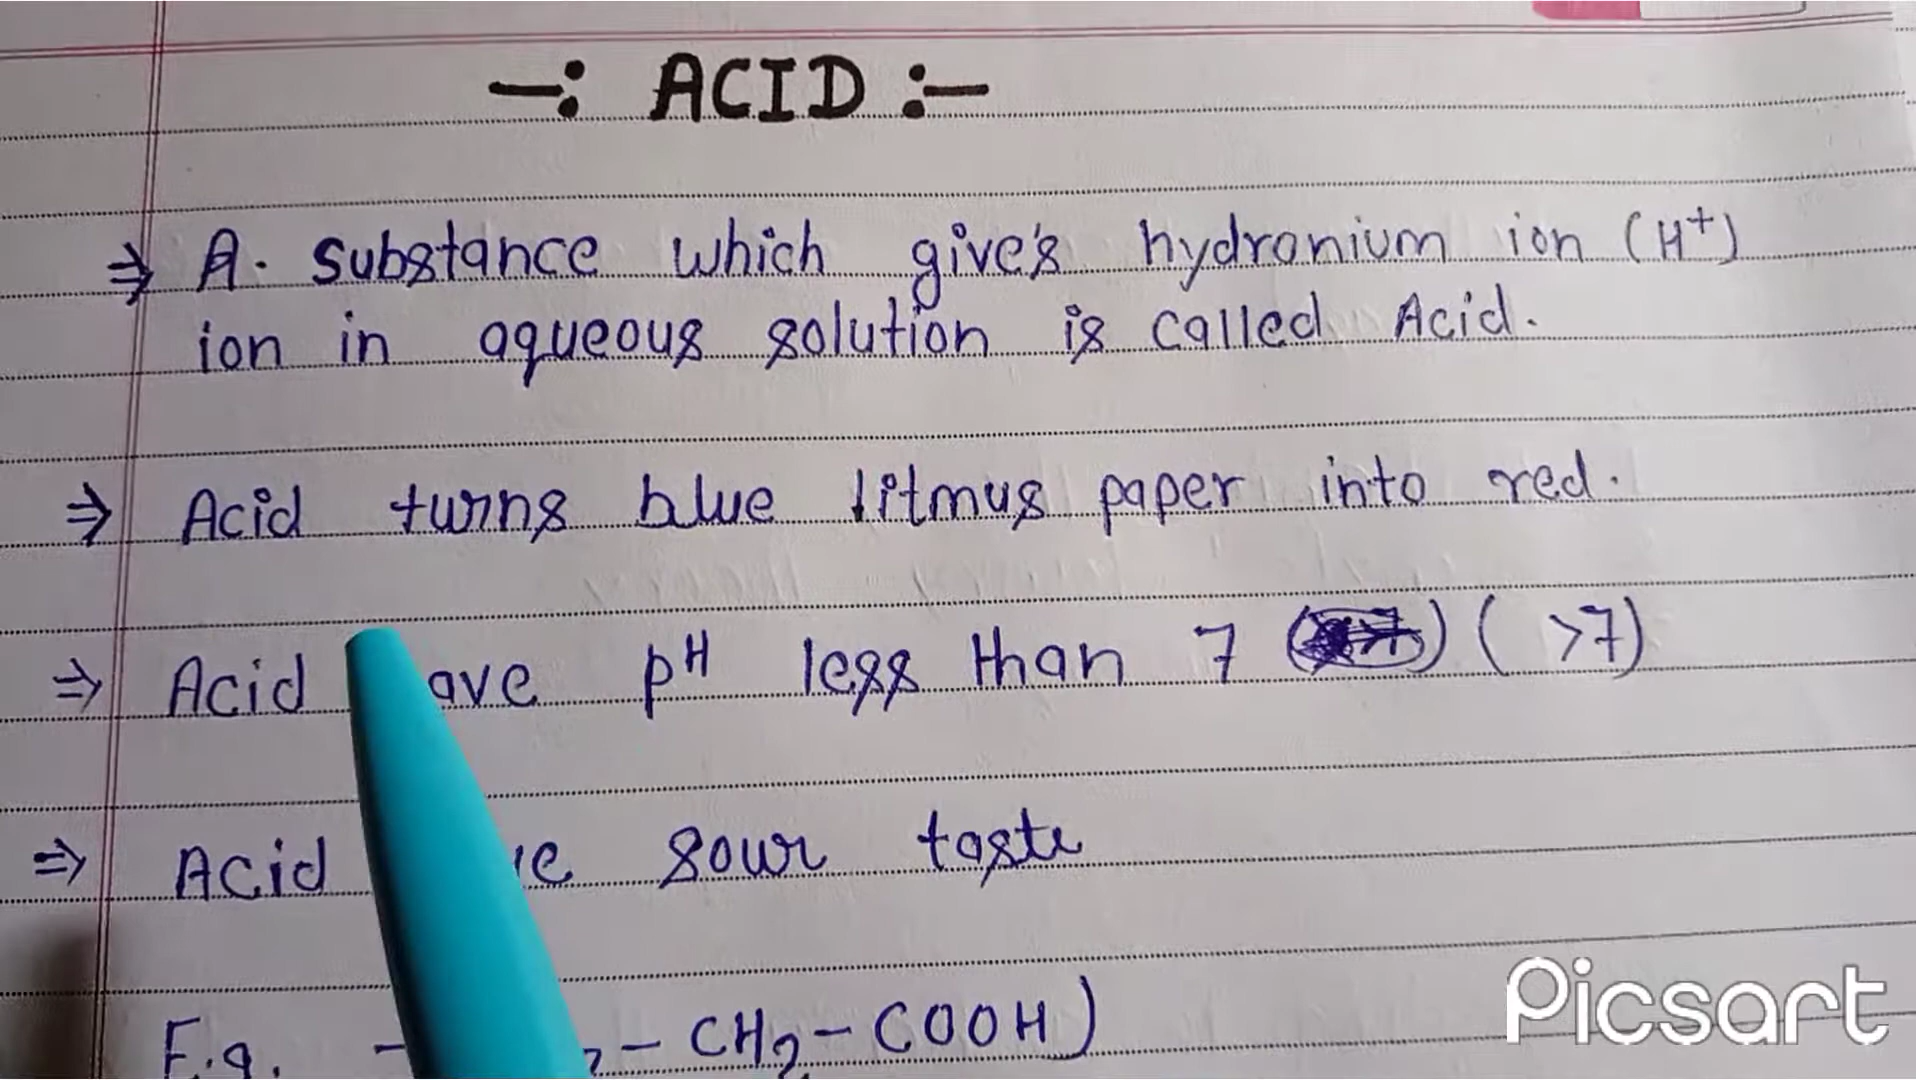 -: ACID :-
⇒ A. substance which give's hydronium ion (H⁺)
ion in aqueous solution is called Acid.
⇒ Acid turns blue litmus paper into red.
⇒ Acid ave pH less than 7 ( >7)
⇒ Acid sour taste
E.g. - - CH₂ - COOH)
Picsart